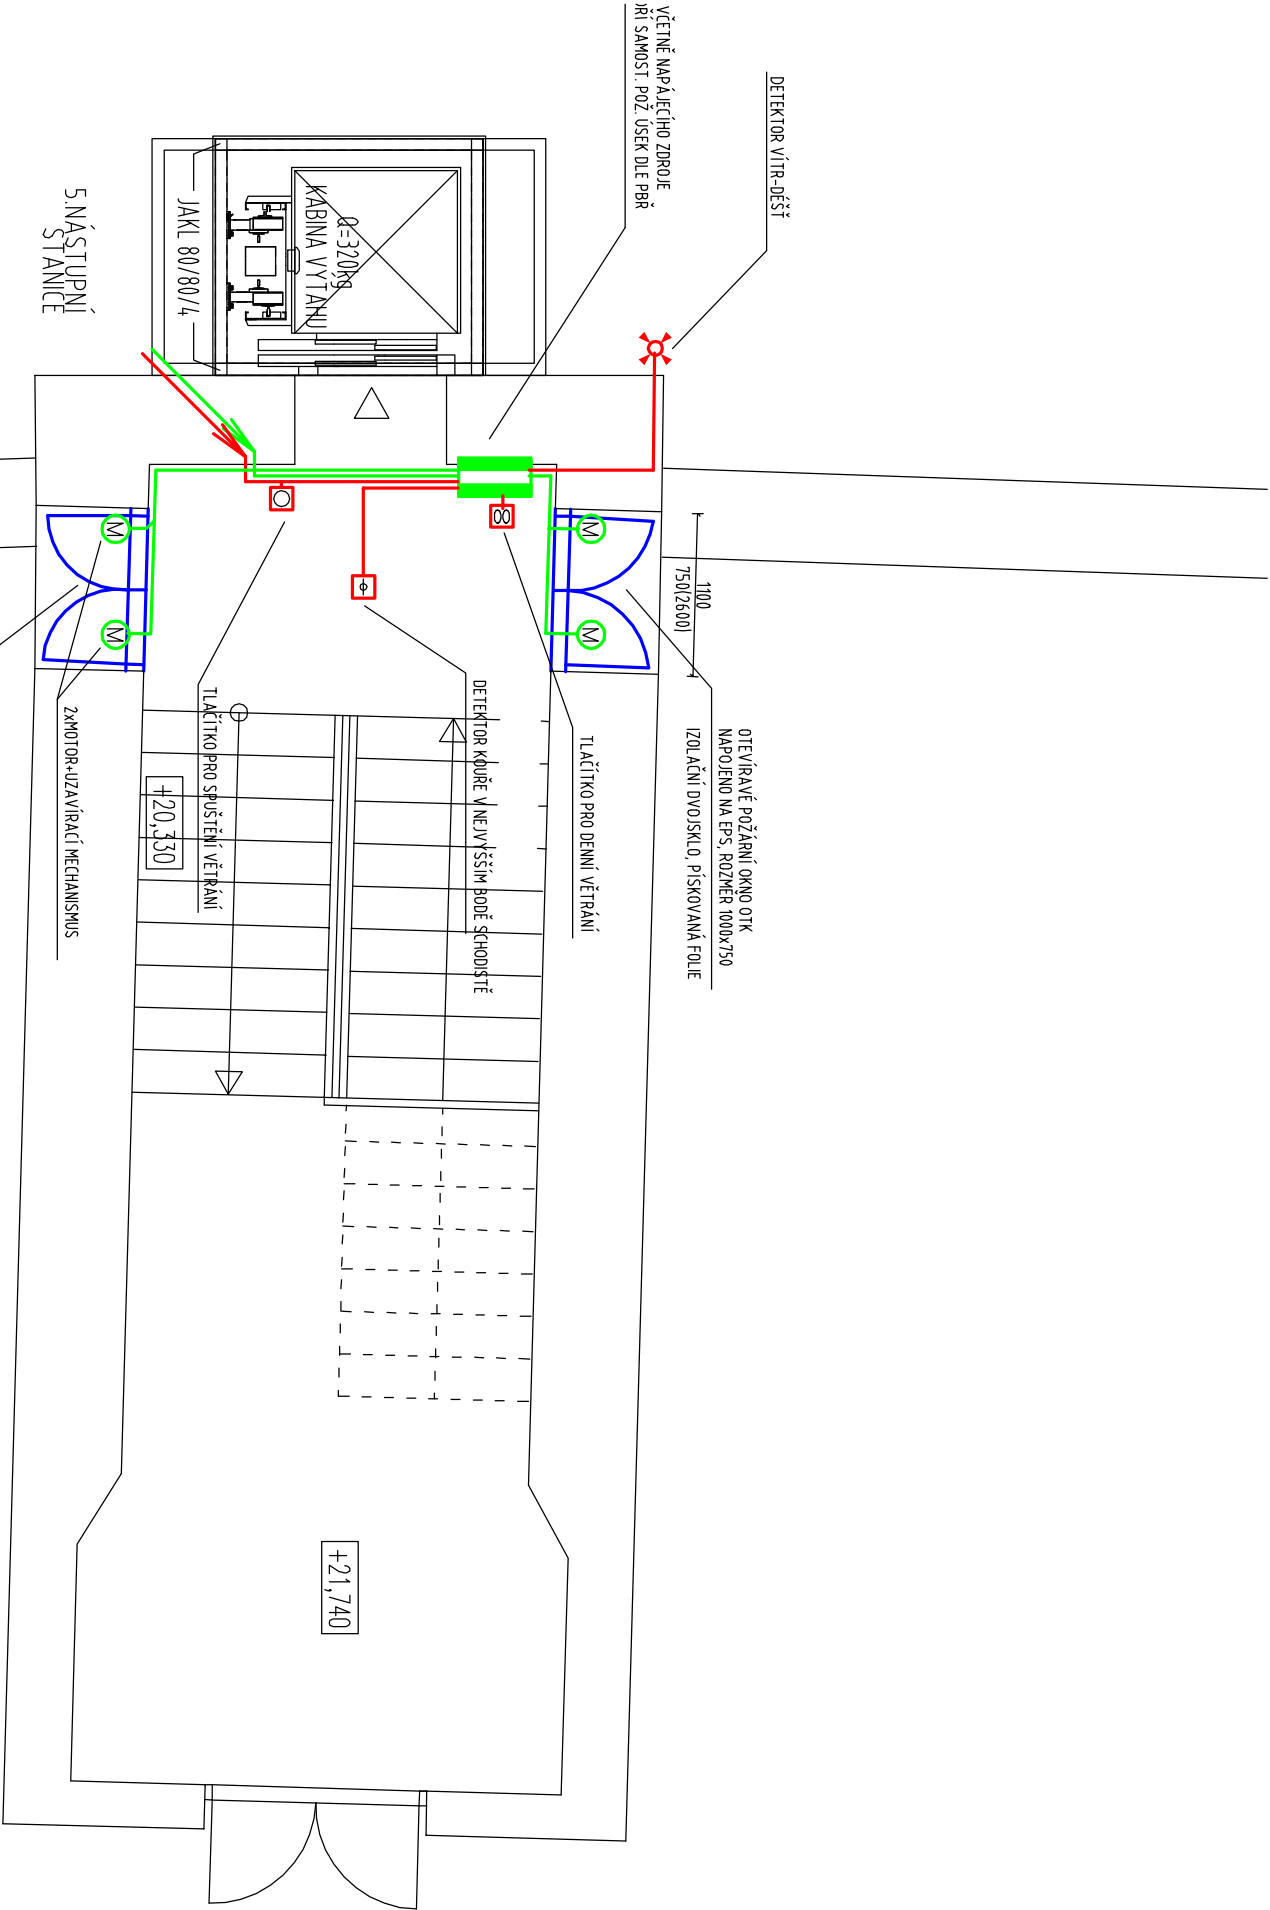 DETEKTOR VÍTR-DÉŠŤ
VČETNĚ NAPÁJECÍHO ZDROJE
OŘÍ SAMOST. POŽ. ÚSEK DLE PBŘ
Q=320kg
KABINA VÝTAHU
JAKL 80/80/4
5.NÁSTUPNÍ
STANICE
1100
750(2600)
OTEVÍRAVÉ POŽÁRNÍ OKNO OTK
NAPOJENO NA EPS, ROZMĚR 1000x750
IZOLAČNÍ DVOJSKLO, PÍSKOVANÁ FOLIE
TLAČÍTKO PRO DENNÍ VĚTRÁNÍ
DETEKTOR KOUŘE V NEJVYŠŠÍM BODĚ SCHODIŠTĚ
TLAČÍTKO PRO SPUŠTĚNÍ VĚTRÁNÍ
2xMOTOR+UZAVÍRACÍ MECHANISMUS
M
M
M
M
+20,330
+21,740